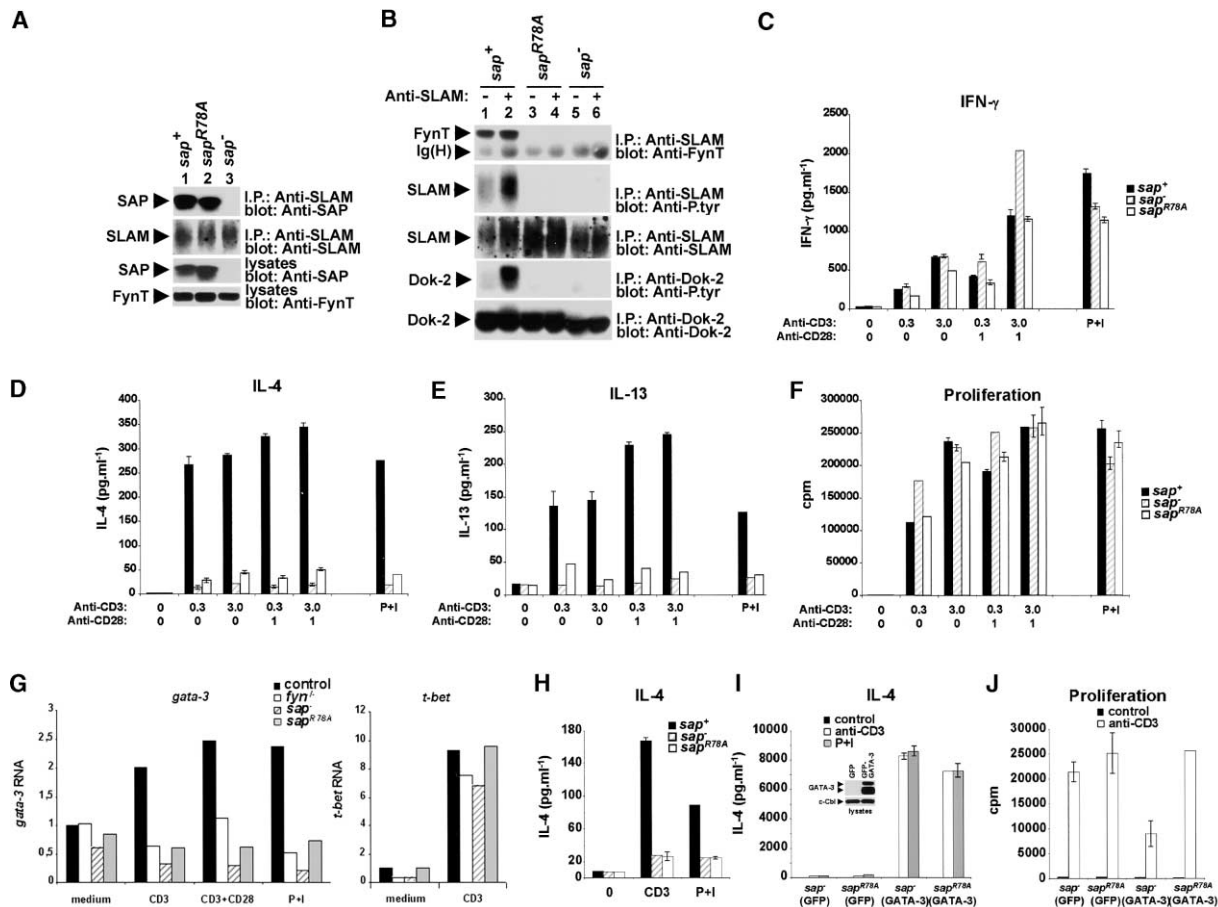 A
sap+
sapR78A
sap-
1 2 3
SAP
I.P.: Anti-SLAM
blot: Anti-SAP
SLAM
I.P.: Anti-SLAM
blot: Anti-SLAM
SAP
lysates
blot: Anti-SAP
FynT
lysates
blot: Anti-FynT
B
sap+
sapR78A
sap-
Anti-SLAM: - + - + - +
1 2 3 4 5 6
FynT
Ig(H)
I.P.: Anti-SLAM
blot: Anti-FynT
SLAM
I.P.: Anti-SLAM
blot: Anti-P.tyr
SLAM
I.P.: Anti-SLAM
blot: Anti-SLAM
Dok-2
I.P.: Anti-Dok-2
blot: Anti-P.tyr
Dok-2
I.P.: Anti-Dok-2
blot: Anti-Dok-2
C
IFN-γ
IFN-γ (pg.ml-1)
2500
2000
1500
1000
500
0
sap+
sap-
sapR78A
Anti-CD3: 0 0.3 3.0 0.3 3.0 P+I
Anti-CD28: 0 0 0 1 1
D
IL-4
IL-4 (pg.ml-1)
400
350
300
250
200
150
100
50
0
Anti-CD3: 0 0.3 3.0 0.3 3.0 P+I
Anti-CD28: 0 0 0 1 1
E
IL-13
IL-13 (pg.ml-1)
300
250
200
150
100
50
0
Anti-CD3: 0 0.3 3.0 0.3 3.0 P+I
Anti-CD28: 0 0 0 1 1
F
Proliferation
cpm
300000
250000
200000
150000
100000
50000
0
sap+
sap-
sapR78A
Anti-CD3: 0 0.3 3.0 0.3 3.0 P+I
Anti-CD28: 0 0 0 1 1
G
gata-3
control
fyn-/-
sap-
sapR78A
gata-3 RNA
3
2.5
2
1.5
1
0.5
0
medium CD3 CD3+CD28 P+I
t-bet
t-bet RNA
12
10
8
6
4
2
0
medium CD3
H
IL-4
sap+
sap-
sapR78A
IL-4 (pg.ml-1)
180
140
100
60
20
0
0 CD3 P+I
I
IL-4
control
anti-CD3
P+I
IL-4 (pg.ml-1)
10000
8000
6000
4000
2000
0
GFP
GFP-GATA-3
GATA-3
c-Cbl
lysates
sap- sapR78A sap- sapR78A
(GFP) (GFP) (GATA-3) (GATA-3)
J
Proliferation
control
anti-CD3
cpm
30000
25000
20000
15000
10000
5000
0
sap- sapR78A sap- sapR78A
(GFP) (GFP) (GATA-3) (GATA-3)